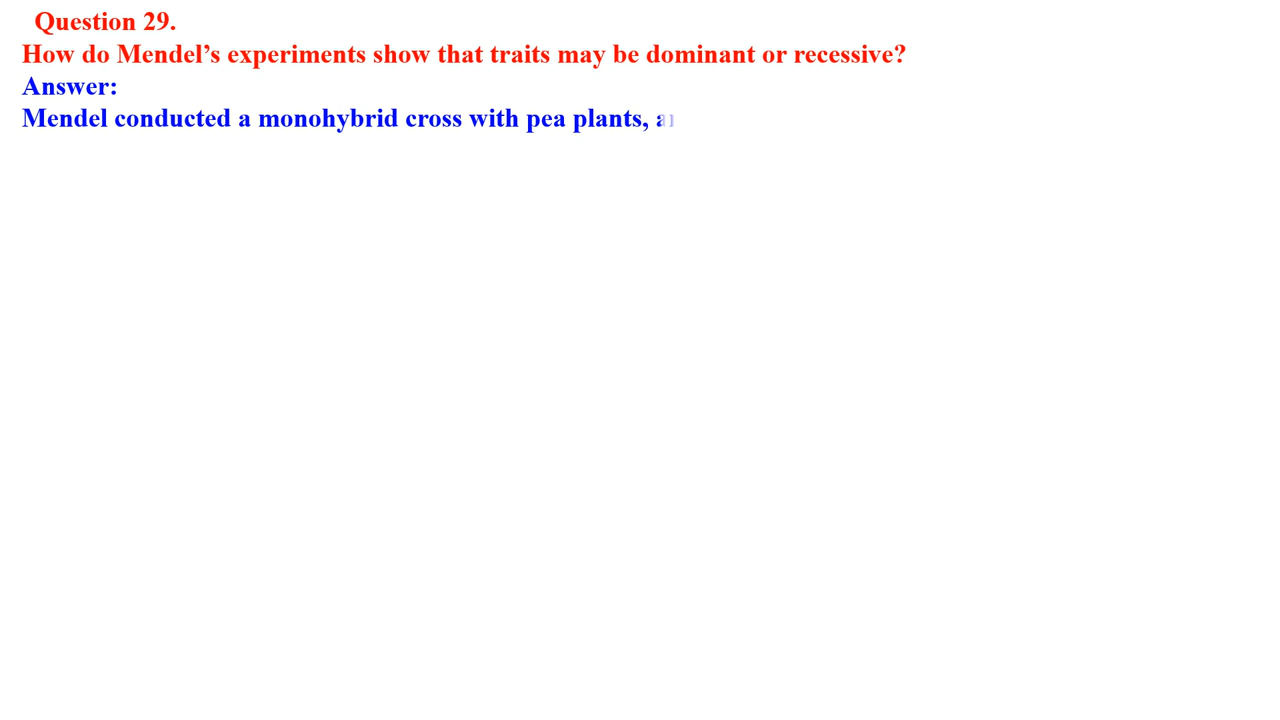 Question 29.
How do Mendel’s experiments show that traits may be dominant or recessive?
Answer:
Mendel conducted a monohybrid cross with pea plants,